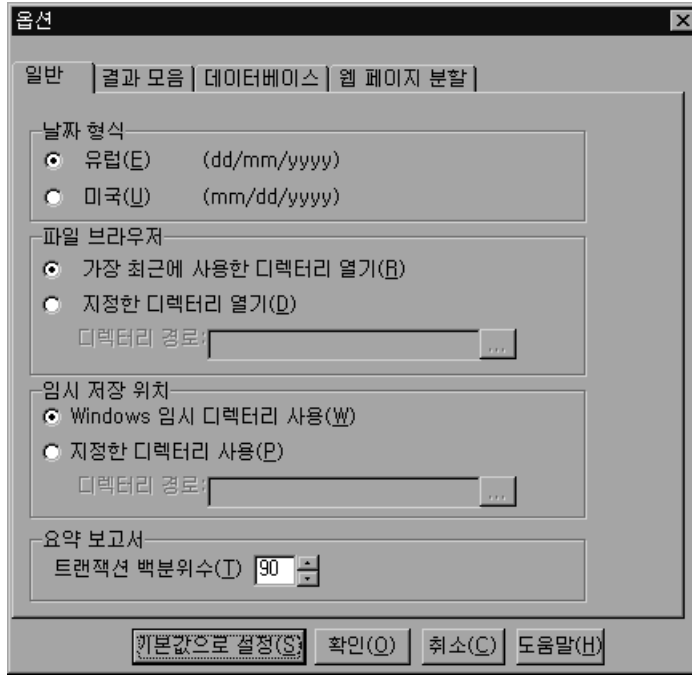 옵션
일반 결과 모음 데이터베이스 웹 페이지 분할
날짜 형식
유럽(E) (dd/mm/yyyy)
미국(U) (mm/dd/yyyy)
파일 브라우저
가장 최근에 사용한 디렉터리 열기(R)
지정한 디렉터리 열기(D)
디렉터리 경로: ...
임시 저장 위치
Windows 임시 디렉터리 사용(W)
지정한 디렉터리 사용(P)
디렉터리 경로: ...
요약 보고서
트랜잭션 백분위수(T) 90
기본값으로 설정(S) 확인(O) 취소(C) 도움말(H)